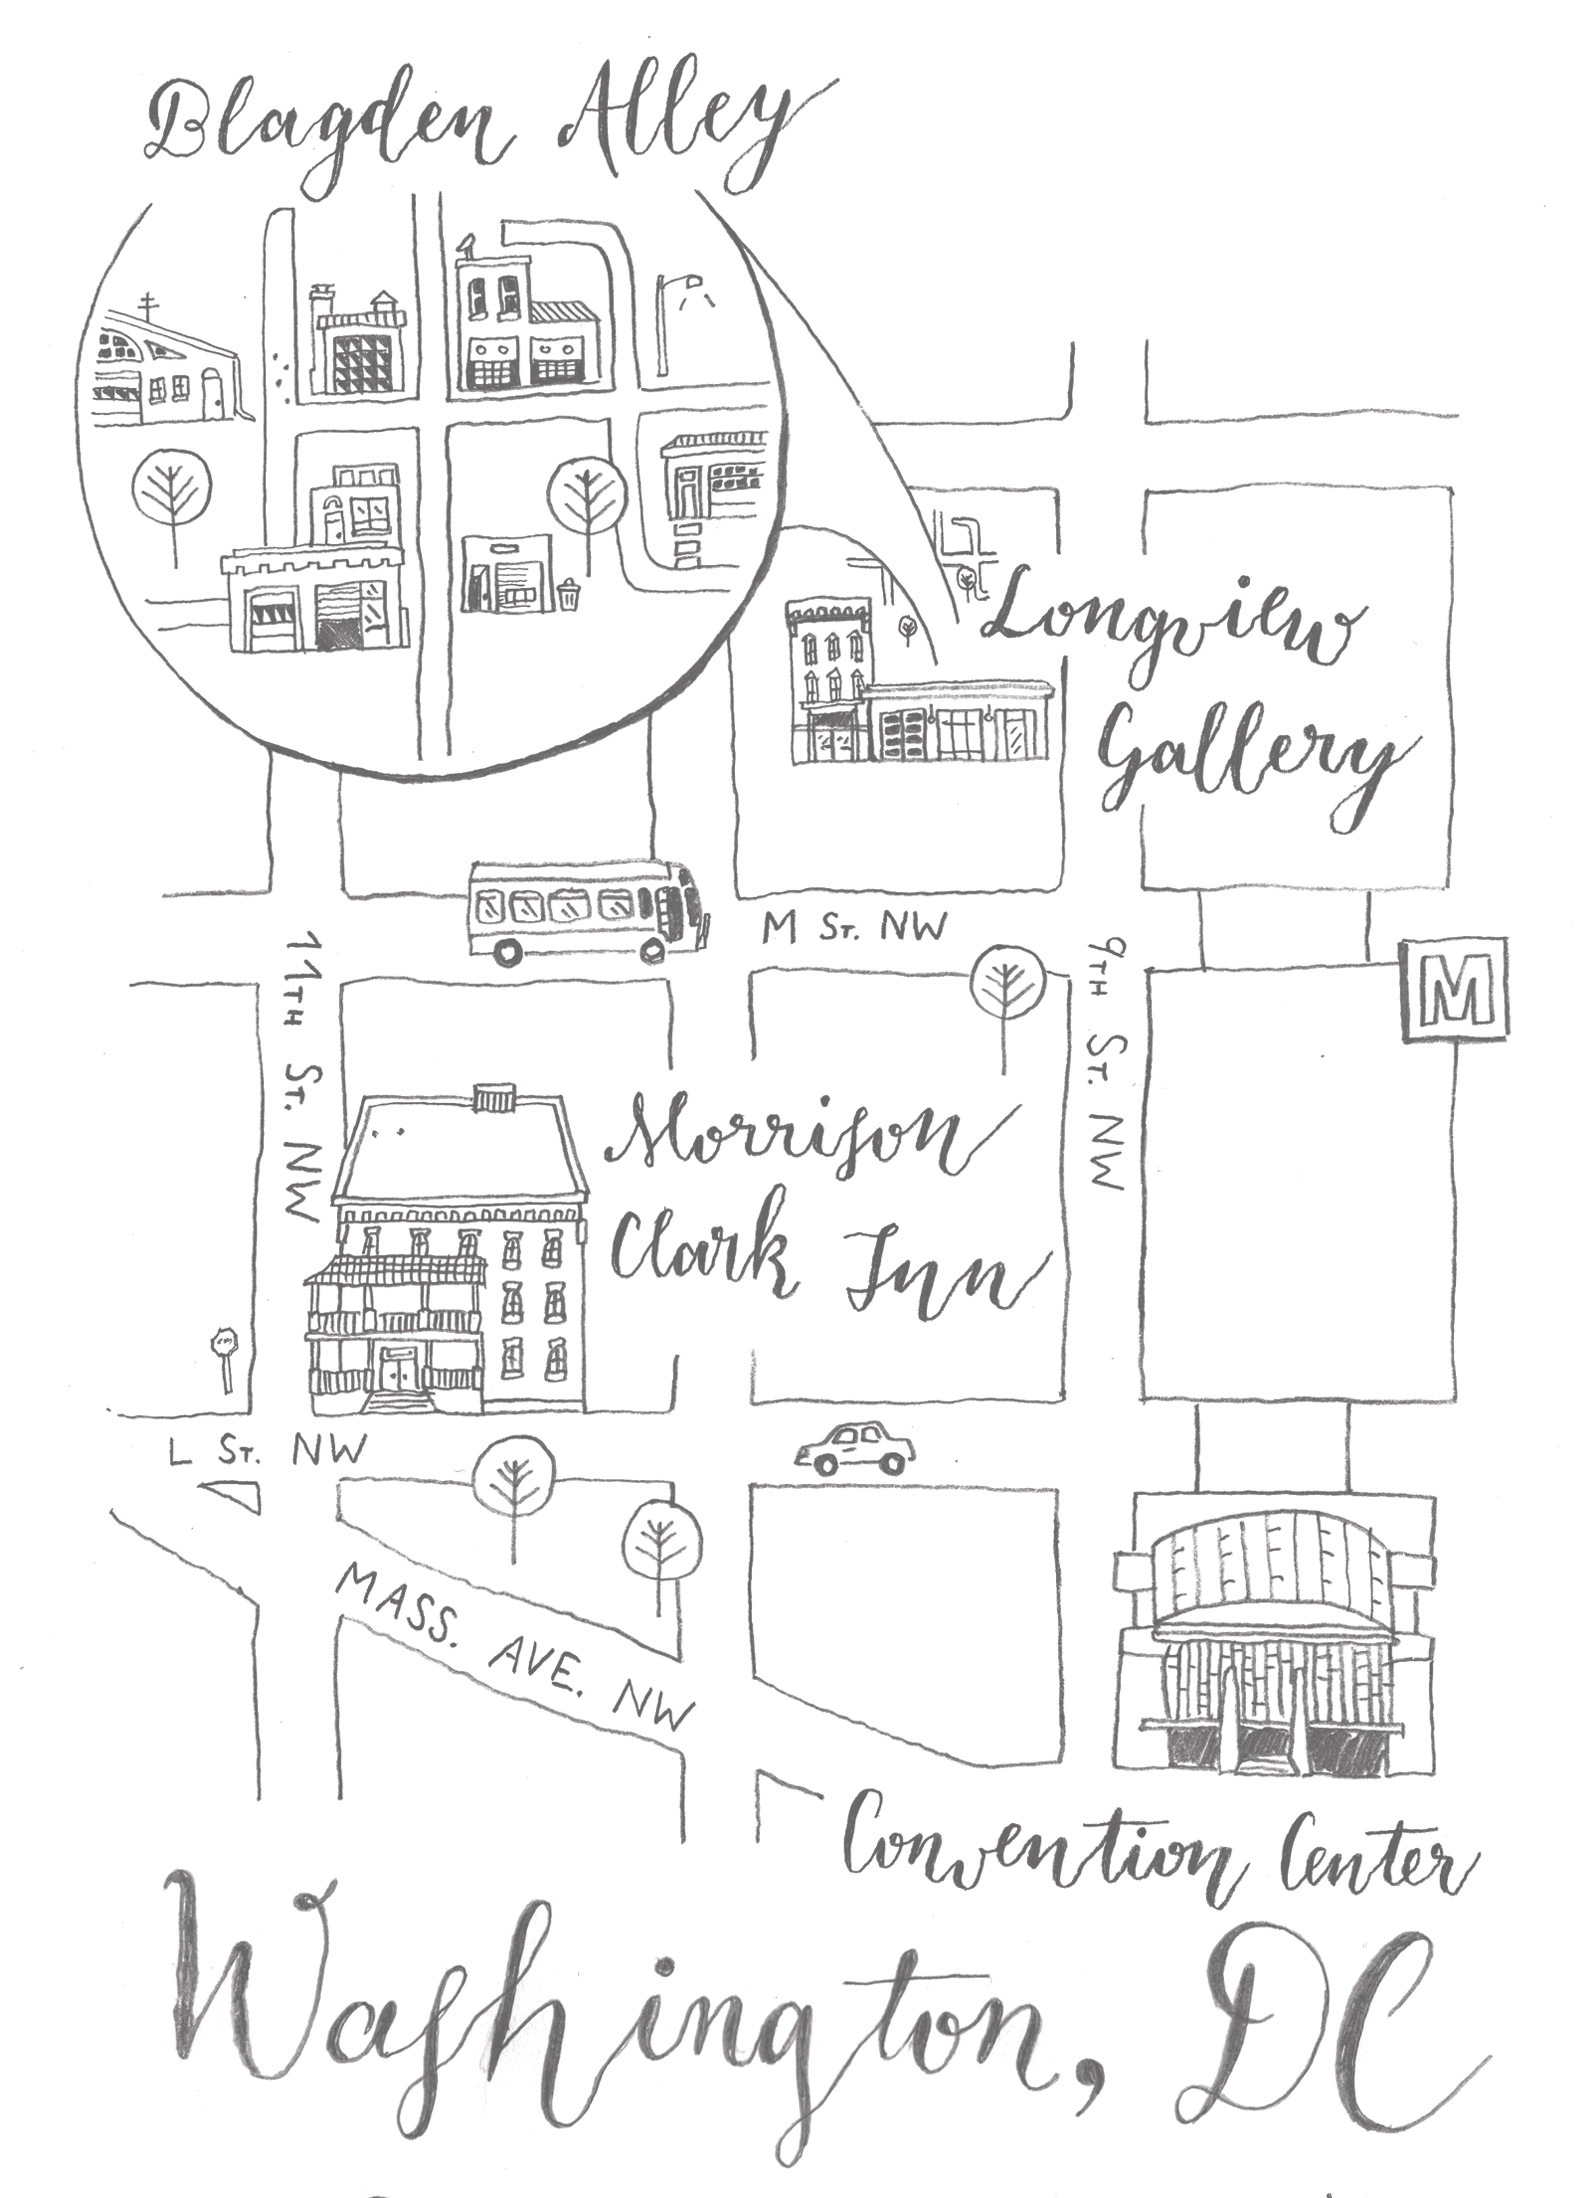 Blagden Alley
Longview
Gallery
M St. NW
11TH St. NW
9TH St. NW
M
Morrison
Clark Inn
L St. NW
MASS. AVE. NW
Convention Center
Washington, DC